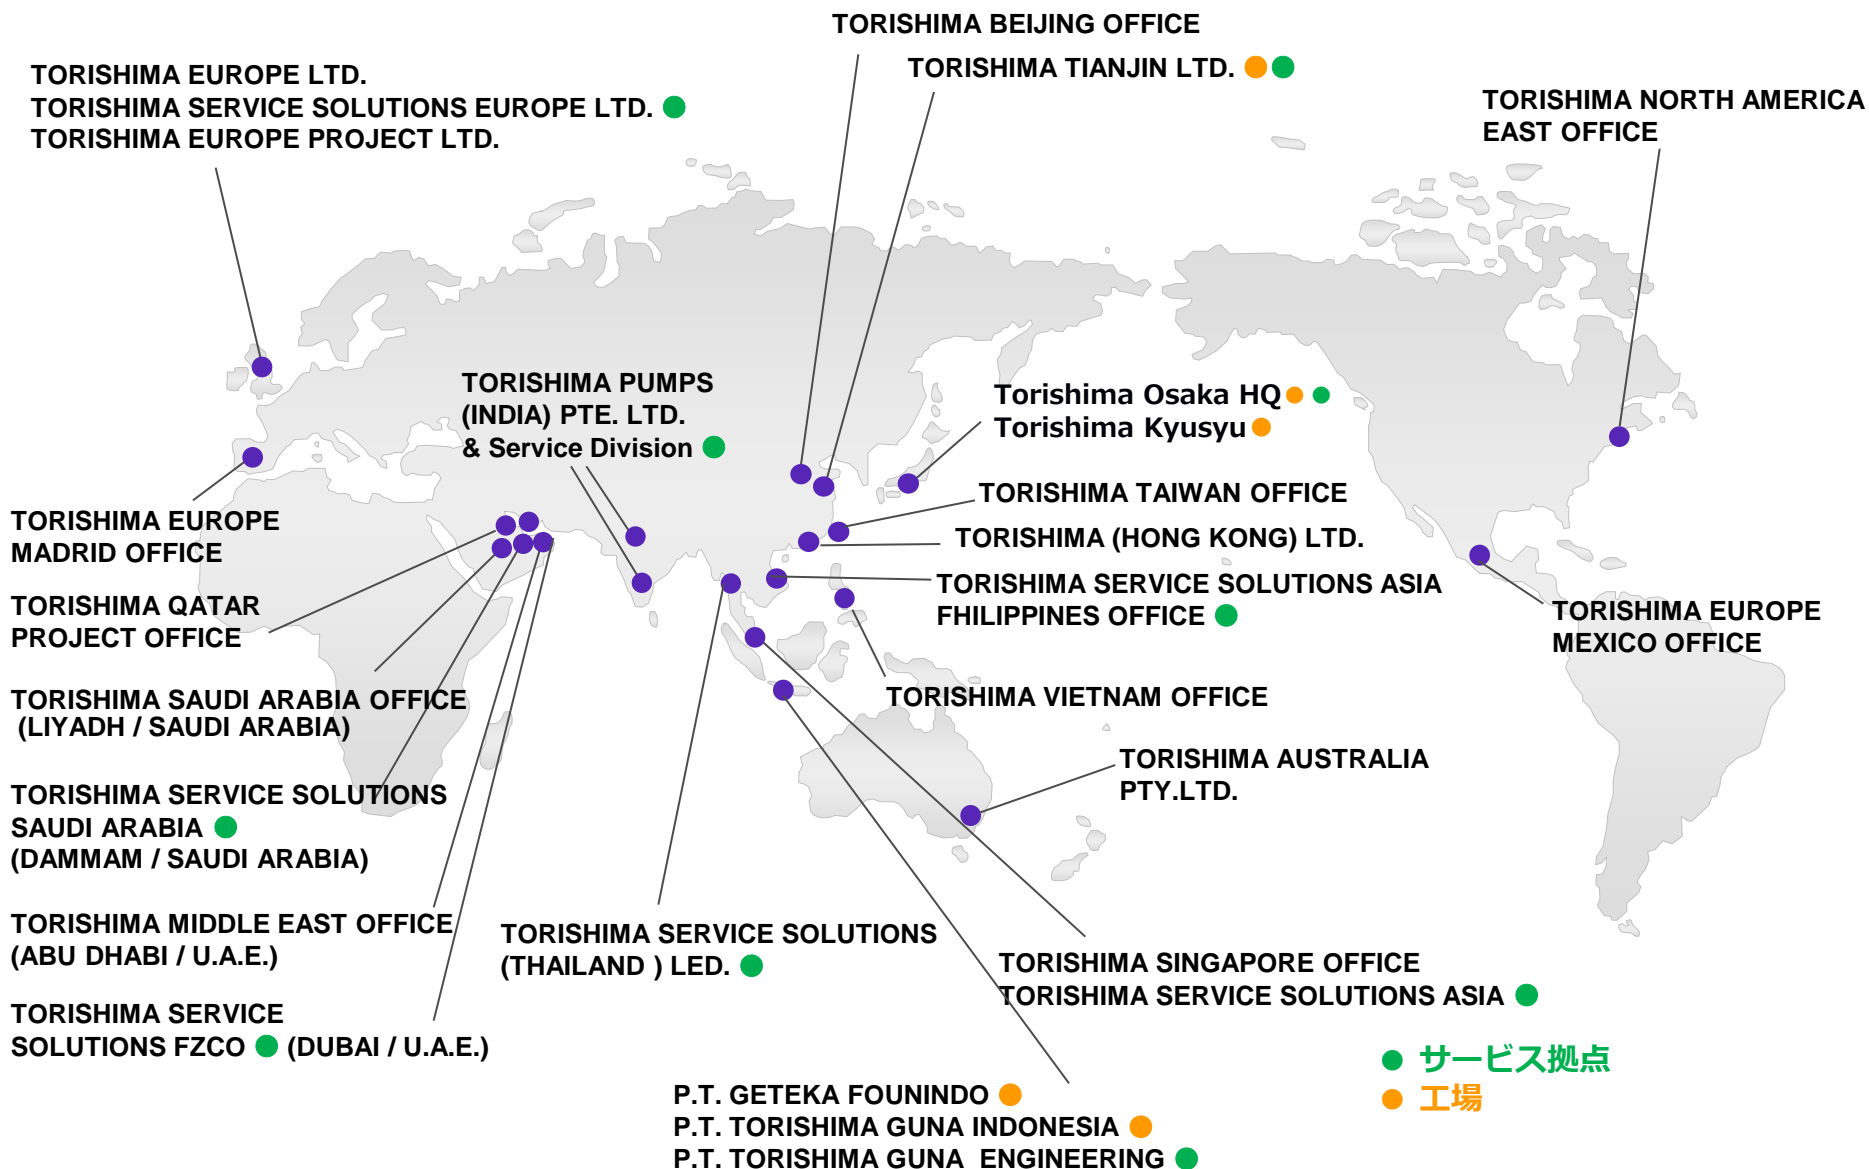 TORISHIMA BEIJING OFFICE
TORISHIMA TIANJIN LTD.
TORISHIMA EUROPE LTD.
TORISHIMA SERVICE SOLUTIONS EUROPE LTD.
TORISHIMA EUROPE PROJECT LTD.
TORISHIMA NORTH AMERICA
EAST OFFICE
TORISHIMA PUMPS
(INDIA) PTE. LTD.
& Service Division
Torishima Osaka HQ
Torishima Kyusyu
TORISHIMA TAIWAN OFFICE
TORISHIMA (HONG KONG) LTD.
TORISHIMA SERVICE SOLUTIONS ASIA
FHILIPPINES OFFICE
TORISHIMA EUROPE
MEXICO OFFICE
TORISHIMA VIETNAM OFFICE
TORISHIMA AUSTRALIA
PTY.LTD.
TORISHIMA EUROPE
MADRID OFFICE
TORISHIMA QATAR
PROJECT OFFICE
TORISHIMA SAUDI ARABIA OFFICE
(LIYADH / SAUDI ARABIA)
TORISHIMA SERVICE SOLUTIONS
SAUDI ARABIA
(DAMMAM / SAUDI ARABIA)
TORISHIMA MIDDLE EAST OFFICE
(ABU DHABI / U.A.E.)
TORISHIMA SERVICE
SOLUTIONS FZCO (DUBAI / U.A.E.)
TORISHIMA SERVICE SOLUTIONS
(THAILAND ) LED.
TORISHIMA SINGAPORE OFFICE
TORISHIMA SERVICE SOLUTIONS ASIA
P.T. GETEKA FOUNINDO
P.T. TORISHIMA GUNA INDONESIA
P.T. TORISHIMA GUNA ENGINEERING
サービス拠点
工場